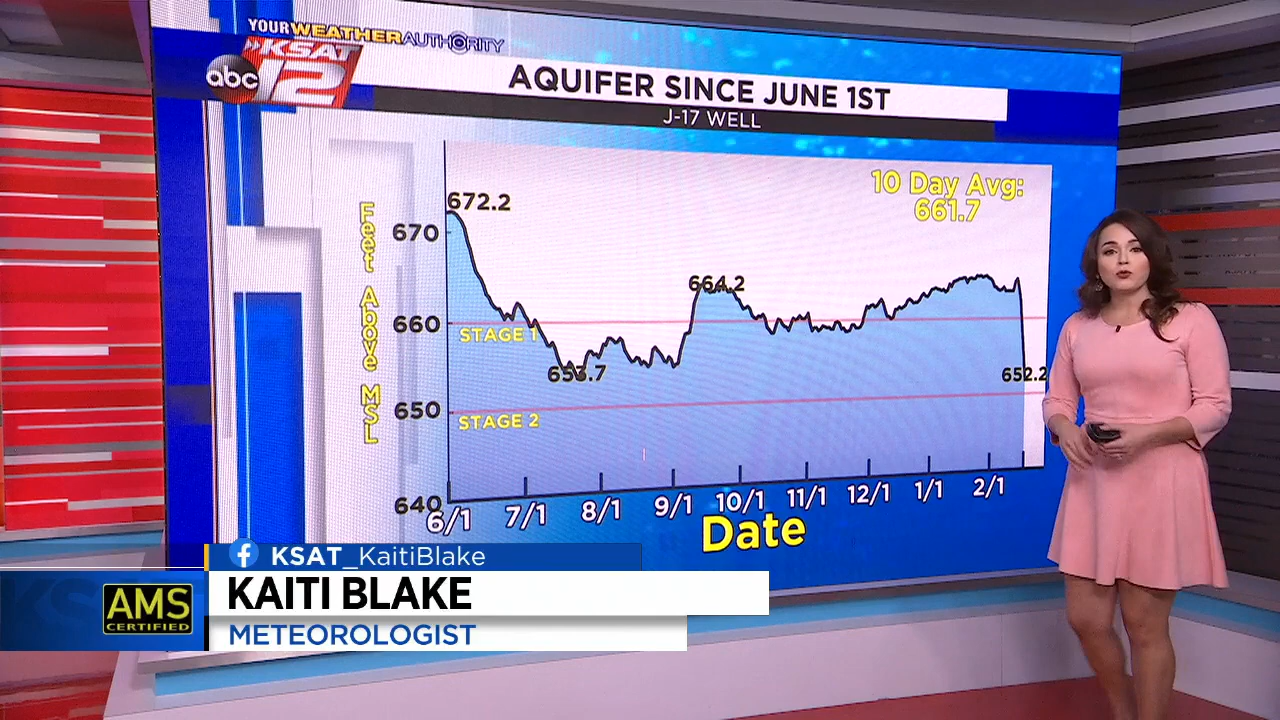 YOUR WEATHER AUTHORITY
KSAT
abc 12
AQUIFER SINCE JUNE 1ST
J-17 WELL
10 Day Avg:
661.7
Feet Above MSL
672.2
670
664.2
660
STAGE 1
653.7
652.2
650
STAGE 2
640
6/1 7/1 8/1 9/1 10/1 11/1 12/1 1/1 2/1
Date
KSAT_KaitiBlake
AMS
CERTIFIED
KAITI BLAKE
METEOROLOGIST